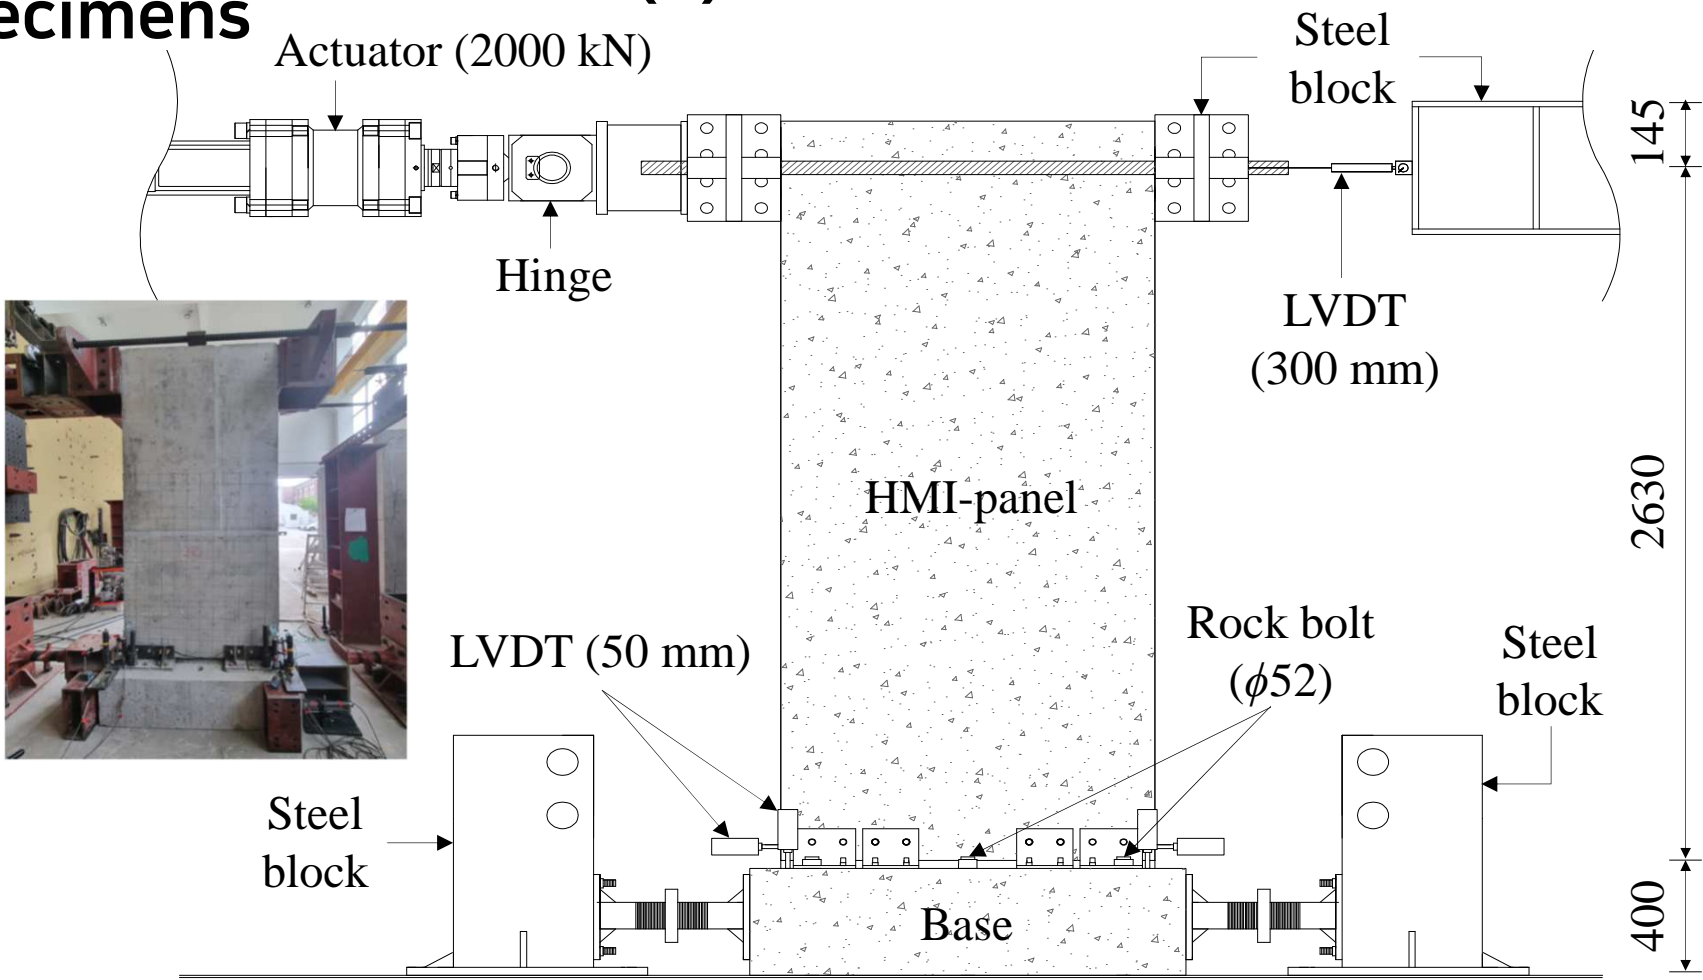 ecimens
Actuator (2000 kN)
Steel
block
145
Hinge
LVDT
(300 mm)
HMI-panel
2630
LVDT (50 mm)
Rock bolt
(ϕ52)
Steel
block
Steel
block
Base
400